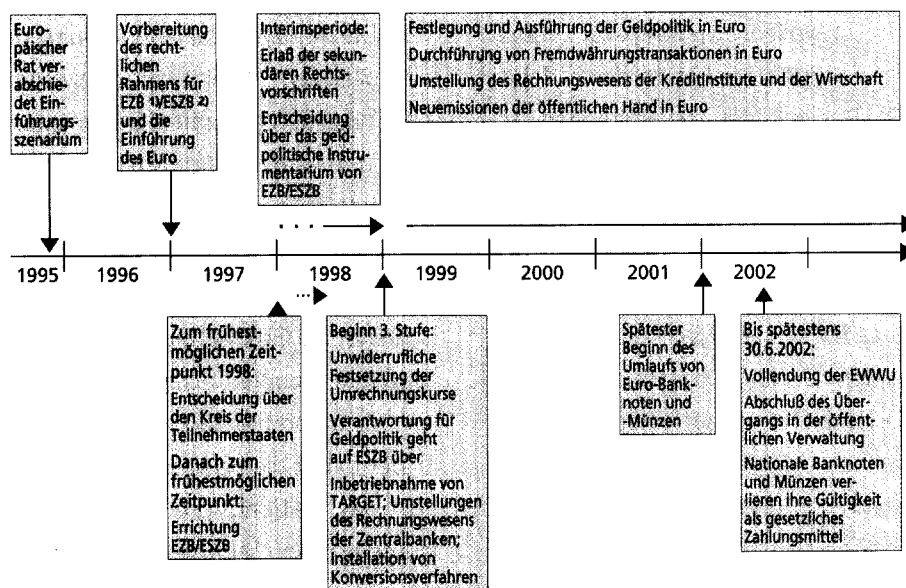 Euro-
päischer
Rat ver-
abschie-
det Ein-
führungs-
szenarium
Vorbereitung
des recht-
lichen
Rahmens für
EZB 1)/ESZB 2)
und die
Einführung
des Euro
Interimsperiode:
Erlaß der sekun-
dären Rechts-
vorschriften
Entscheidung
über das geld-
politische Instru-
mentarium von
EZB/ESZB
Festlegung und Ausführung der Geldpolitik in Euro
Durchführung von Fremdwährungstransaktionen in Euro
Umstellung des Rechnungswesens der Kreditinstitute und der Wirtschaft
Neuemissionen der öffentlichen Hand in Euro
1995 1996 1997 1998 1999 2000 2001 2002
Zum frühest-
möglichen Zeit-
punkt 1998:
Entscheidung über
den Kreis der
Teilnehmerstaaten
Danach zum
frühestmöglichen
Zeitpunkt:
Errichtung
EZB/ESZB
Beginn 3. Stufe:
Unwiderrufliche
Festsetzung der
Umrechnungskurse
Verantwortung für
Geldpolitik geht
auf ESZB über
Inbetriebnahme von
TARGET; Umstellungen
des Rechnungswesens
der Zentralbanken;
Installation von
Konversionsverfahren
Spätester
Beginn des
Umlaufs von
Euro-Bank-
noten und
-Münzen
Bis spätestens
30.6.2002:
Vollendung der EWWU
Abschluß des Über-
gangs in der öffent-
lichen Verwaltung
Nationale Banknoten
und Münzen ver-
lieren ihre Gültigkeit
als gesetzliches
Zahlungsmittel